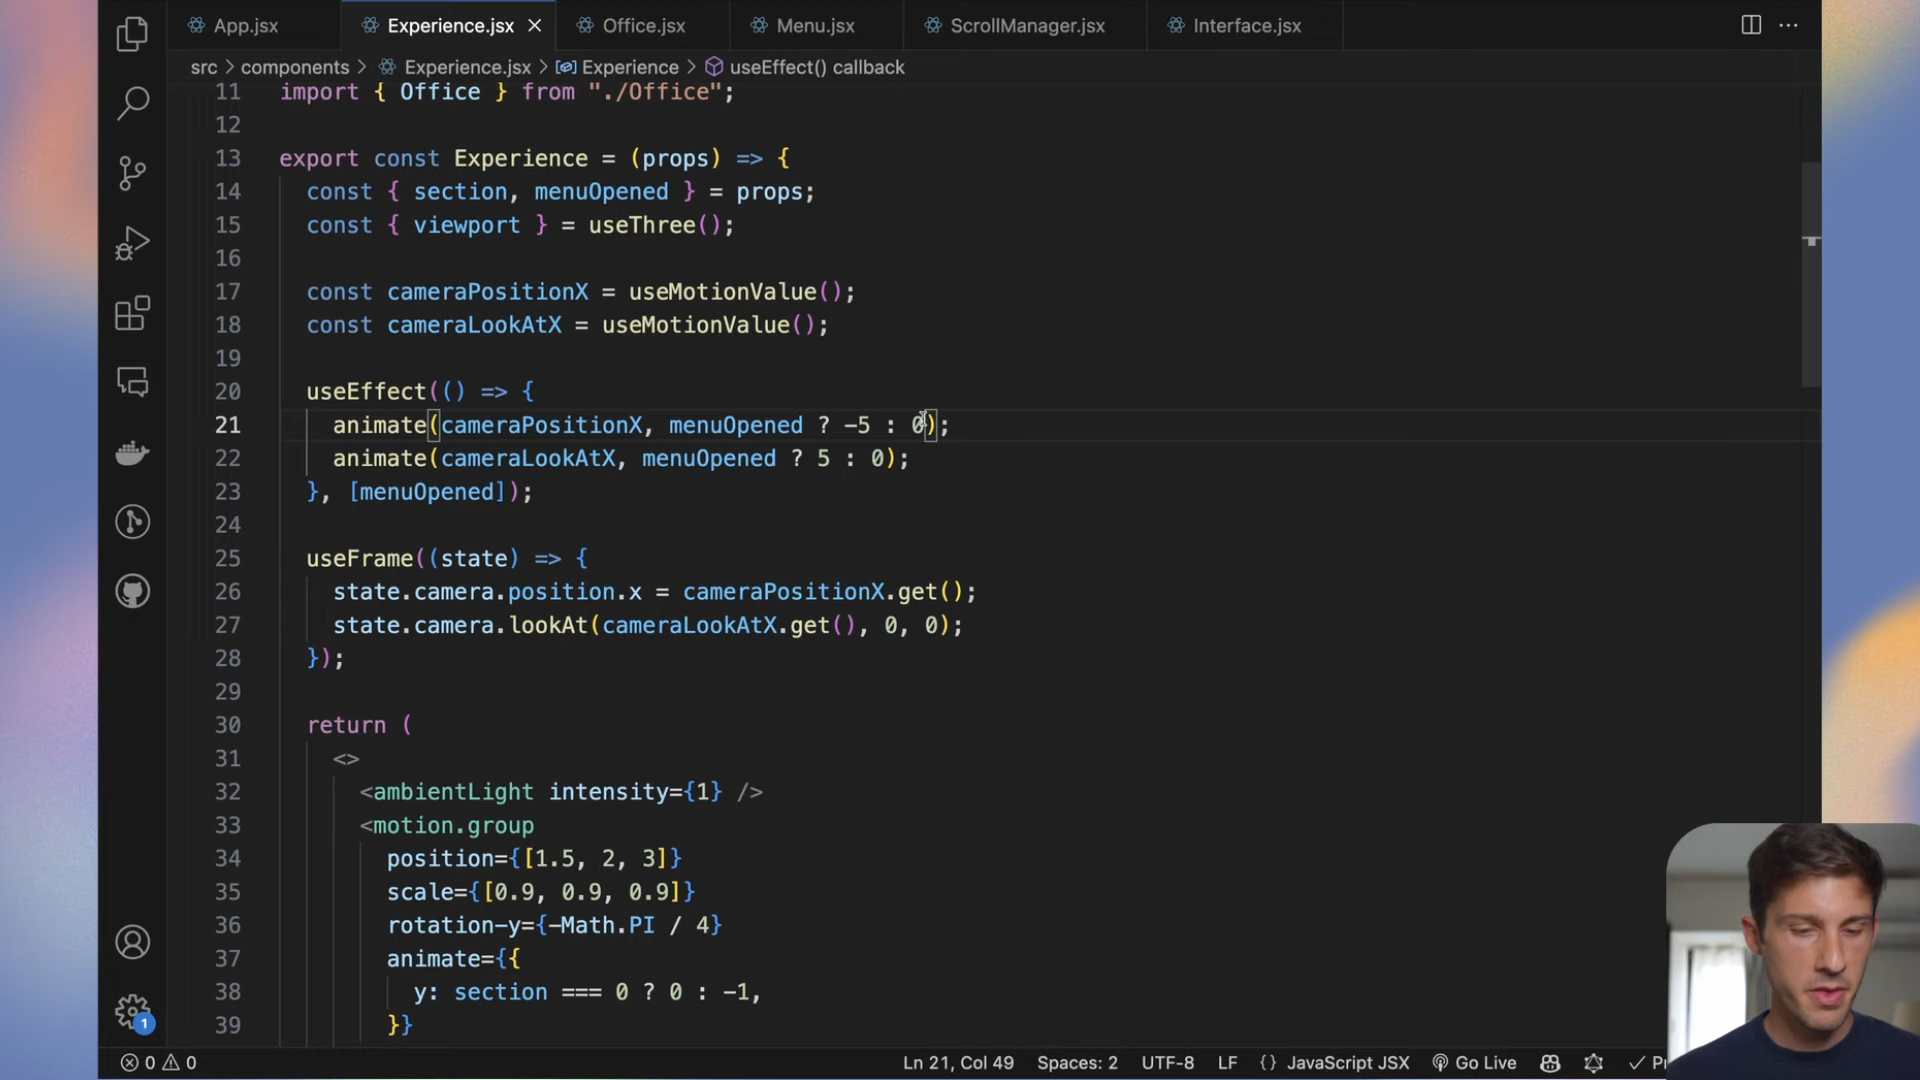 App.jsx Experience.jsx Office.jsx Menu.jsx ScrollManager.jsx Interface.jsx
src > components > Experience.jsx > Experience > useEffect() callback
11 import { Office } from "./Office";
12
13 export const Experience = (props) => {
14 const { section, menuOpened } = props;
15 const { viewport } = useThree();
16
17 const cameraPositionX = useMotionValue();
18 const cameraLookAtX = useMotionValue();
19
20 useEffect(() => {
21 animate(cameraPositionX, menuOpened ? -5 : 0);
22 animate(cameraLookAtX, menuOpened ? 5 : 0);
23 }, [menuOpened]);
24
25 useFrame((state) => {
26 state.camera.position.x = cameraPositionX.get();
27 state.camera.lookAt(cameraLookAtX.get(), 0, 0);
28 });
29
30 return (
31 <>
32 <ambientLight intensity={1} />
33 <motion.group
34 position={[1.5, 2, 3]}
35 scale={[0.9, 0.9, 0.9]}
36 rotation-y={-Math.PI / 4}
37 animate={{
38 y: section === 0 ? 0 : -1,
39 }}
1
0 0 Ln 21, Col 49 Spaces: 2 UTF-8 LF {} JavaScript JSX Go Live